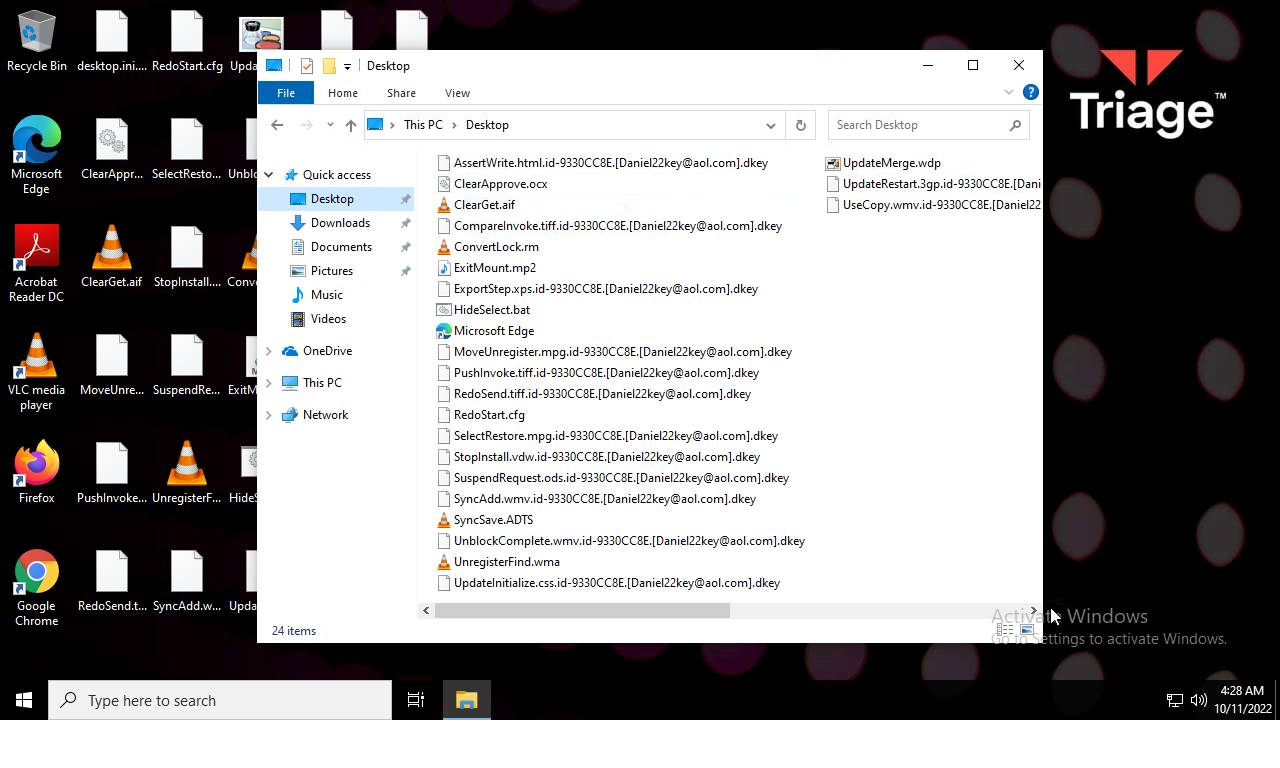 Recycle Bin
desktop.ini....
RedoStart.cfg
Upda
Triage™
Desktop
File
Home
Share
View
This PC
Desktop
Search Desktop
Microsoft
Edge
ClearAppr...
SelectResto...
Unblo
Acrobat
Reader DC
ClearGet.aif
StopInstall....
Conv
VLC media
player
MoveUnre...
SuspendRe...
ExitM
Firefox
PushInvoke...
UnregisterF...
HideS
Google
Chrome
RedoSend.t...
SyncAdd.w...
Upda
Quick access
Desktop
Downloads
Documents
Pictures
Music
Videos
OneDrive
This PC
Network
AssertWrite.html.id-9330CC8E.[Daniel22key@aol.com].dkey
ClearApprove.ocx
ClearGet.aif
CompareInvoke.tiff.id-9330CC8E.[Daniel22key@aol.com].dkey
ConvertLock.rm
ExitMount.mp2
ExportStep.xps.id-9330CC8E.[Daniel22key@aol.com].dkey
HideSelect.bat
Microsoft Edge
MoveUnregister.mpg.id-9330CC8E.[Daniel22key@aol.com].dkey
PushInvoke.tiff.id-9330CC8E.[Daniel22key@aol.com].dkey
RedoSend.tiff.id-9330CC8E.[Daniel22key@aol.com].dkey
RedoStart.cfg
SelectRestore.mpg.id-9330CC8E.[Daniel22key@aol.com].dkey
StopInstall.vdw.id-9330CC8E.[Daniel22key@aol.com].dkey
SuspendRequest.ods.id-9330CC8E.[Daniel22key@aol.com].dkey
SyncAdd.wmv.id-9330CC8E.[Daniel22key@aol.com].dkey
SyncSave.ADTS
UnblockComplete.wmv.id-9330CC8E.[Daniel22key@aol.com].dkey
UnregisterFind.wma
UpdateInitialize.css.id-9330CC8E.[Daniel22key@aol.com].dkey
UpdateMerge.wdp
UpdateRestart.3gp.id-9330CC8E.[Dani
UseCopy.wmv.id-9330CC8E.[Daniel22
24 items
Activate Windows
Go to Settings to activate Windows.
Type here to search
4:28 AM
10/11/2022